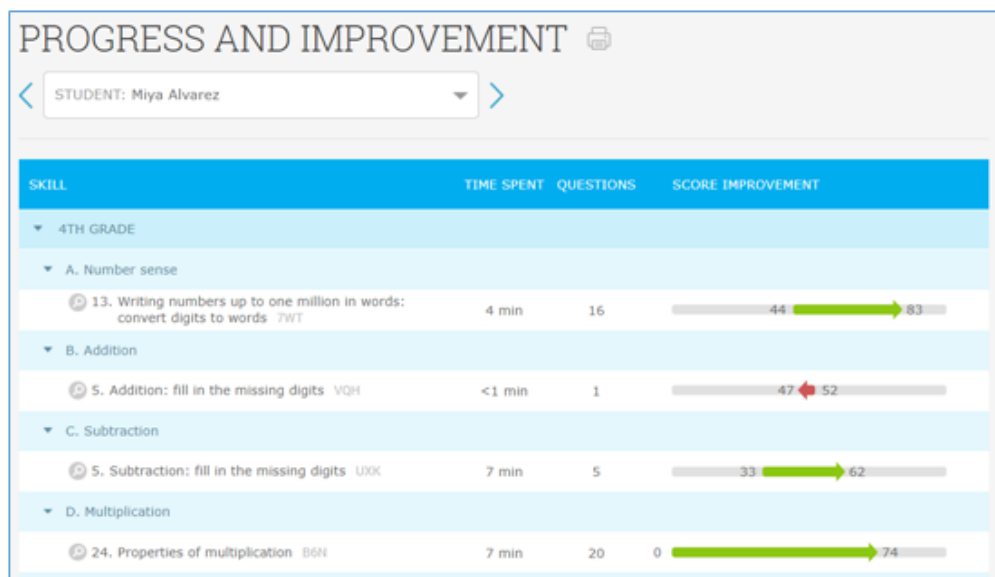 PROGRESS AND IMPROVEMENT
STUDENT: Miya Alvarez
SKILL TIME SPENT QUESTIONS SCORE IMPROVEMENT
4TH GRADE
A. Number sense
13. Writing numbers up to one million in words: 4 min 16 44 83
convert digits to words 7WT
B. Addition
5. Addition: fill in the missing digits VQH <1 min 1 47 52
C. Subtraction
5. Subtraction: fill in the missing digits UXK 7 min 5 33 62
D. Multiplication
24. Properties of multiplication B6N 7 min 20 0 74